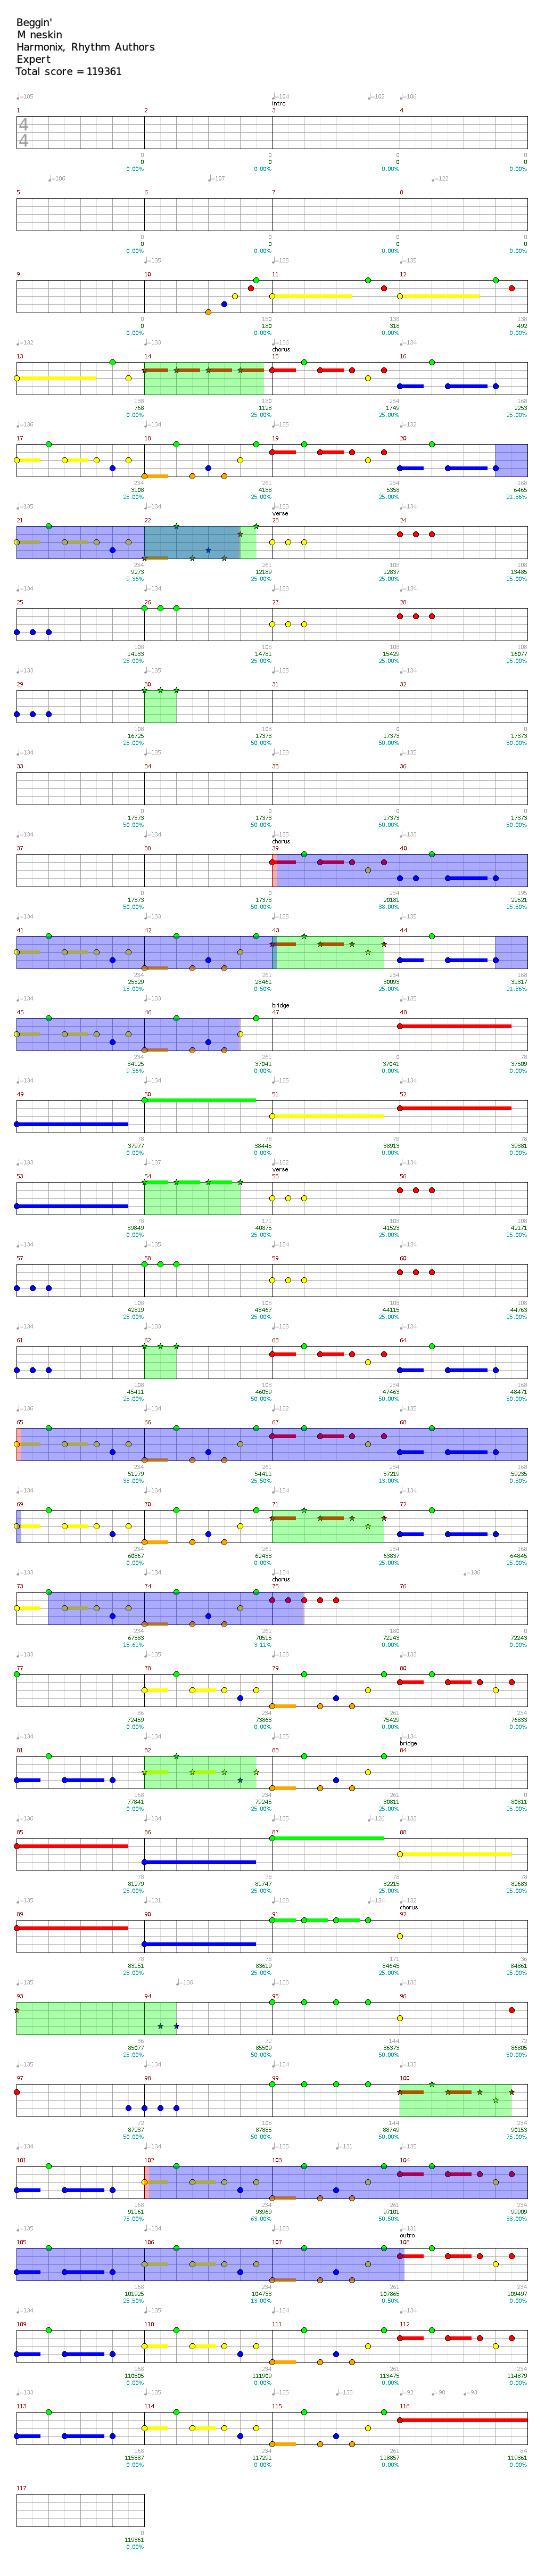 Beggin'
M neskin
Harmonix, Rhythm Authors
Expert
Total score = 119361
♩=105 ♩=104 ♩=102 ♩=106
intro
1 2 3 4
4
4
0 0 0 0
0 0 0 0
0.00% 0.00% 0.00% 0.00%
♩=106 ♩=107 ♩=122
5 6 7 8
0 0 0 0
0 0 0 0
0.00% 0.00% 0.00% 0.00%
♩=135 ♩=135 ♩=135
9 10 11 12
0 180 138 138
0 180 318 492
0.00% 0.00% 0.00% 0.00%
♩=132 ♩=133 ♩=136 ♩=134
chorus
13 14 15 16
138 180 234 168
768 1128 1749 2253
0.00% 25.00% 25.00% 25.00%
♩=136 ♩=134 ♩=135 ♩=132
17 18 19 20
234 261 234 168
3108 4188 5358 6465
25.00% 25.00% 25.00% 21.86%
♩=135 ♩=134 ♩=134
verse
21 22 23 24
234 261 108 108
9273 12189 12837 13485
9.36% 25.00% 25.00% 25.00%
♩=134 ♩=134 ♩=133 ♩=134
25 26 27 28
108 108 108 108
14133 14781 15429 16077
25.00% 25.00% 25.00% 25.00%
♩=133 ♩=135 ♩=134
29 30 31 32
108 108 0 0
16725 17373 17373 17373
25.00% 50.00% 50.00% 50.00%
♩=134 ♩=135 ♩=133
33 34 35 36
0 0 0 0
17373 17373 17373 17373
50.00% 50.00% 50.00% 50.00%
♩=134 ♩=134 ♩=135 ♩=133
chorus
37 38 39 40
0 0 234 195
17373 17373 20181 22521
50.00% 50.00% 38.00% 25.50%
♩=134 ♩=133 ♩=135
41 42 43 44
234 261 234 168
25329 28461 30093 31317
13.00% 0.50% 25.00% 21.86%
♩=134 ♩=133 ♩=135
bridge
45 46 47 48
234 261 0 78
34125 37041 37041 37509
9.36% 0.00% 0.00% 0.00%
♩=134 ♩=134 ♩=135 ♩=134
49 50 51 52
78 78 78 78
37977 38445 38913 39381
0.00% 0.00% 0.00% 0.00%
♩=133 ♩=137 ♩=132
verse
53 54 55 56
78 171 108 108
39849 40875 41523 42171
0.00% 25.00% 25.00% 25.00%
♩=134 ♩=135 ♩=134
57 58 59 60
108 108 108 108
42819 43467 44115 44763
25.00% 25.00% 25.00% 25.00%
♩=134 ♩=133 ♩=133 ♩=134
61 62 63 64
108 108 234 168
45411 46059 47463 48471
25.00% 50.00% 50.00% 50.00%
♩=136 ♩=134 ♩=132 ♩=135
65 66 67 68
234 261 234 168
51279 54411 57219 59235
38.00% 25.50% 13.00% 0.50%
♩=134 ♩=134 ♩=134 ♩=134
69 70 71 72
234 261 234 168
60867 62433 63837 64845
0.00% 0.00% 25.00% 25.00%
♩=133 ♩=134 ♩=134 ♩=136
chorus
73 74 75 76
234 261 180 0
67383 70515 72243 72243
15.61% 3.11% 0.00% 0.00%
♩=133 ♩=133 ♩=133 ♩=133
77 78 79 80
36 234 261 234
72459 73863 75429 76833
0.00% 0.00% 0.00% 0.00%
♩=134 ♩=134 ♩=135
bridge
81 82 83 84
168 234 261 0
77841 79245 80811 80811
0.00% 25.00% 25.00% 25.00%
♩=136 ♩=134 ♩=135 ♩=126 ♩=133
85 86 87 88
78 78 78 78
81279 81747 82215 82683
25.00% 25.00% 25.00% 25.00%
♩=135 ♩=131 ♩=138 ♩=134 ♩=132
chorus
89 90 91 92
78 78 171 36
83151 83619 84645 84861
25.00% 25.00% 25.00% 25.00%
♩=135 ♩=136 ♩=133 ♩=133
93 94 95 96
36 72 144 72
85077 85509 86373 86805
25.00% 50.00% 50.00% 50.00%
♩=135 ♩=133 ♩=134
97 98 99 100
72 108 144 234
87237 87885 88749 90153
50.00% 50.00% 50.00% 75.00%
♩=134 ♩=134 ♩=135 ♩=131 ♩=135
101 102 103 104
168 234 261 234
91161 93969 97101 99909
75.00% 63.00% 50.50% 38.00%
♩=135 ♩=134 ♩=133 ♩=131
outro
105 106 107 108
168 234 261 234
101925 104733 107865 109497
25.50% 13.00% 0.50% 0.00%
♩=134 ♩=134 ♩=135 ♩=134
109 110 111 112
168 234 261 234
110505 111909 113475 114879
0.00% 0.00% 0.00% 0.00%
♩=133 ♩=135 ♩=135 ♩=133 ♩=92 ♩=98 ♩=93
113 114 115 116
168 234 261 84
115887 117291 118857 119361
0.00% 0.00% 0.00% 0.00%
117
0
119361
0.00%